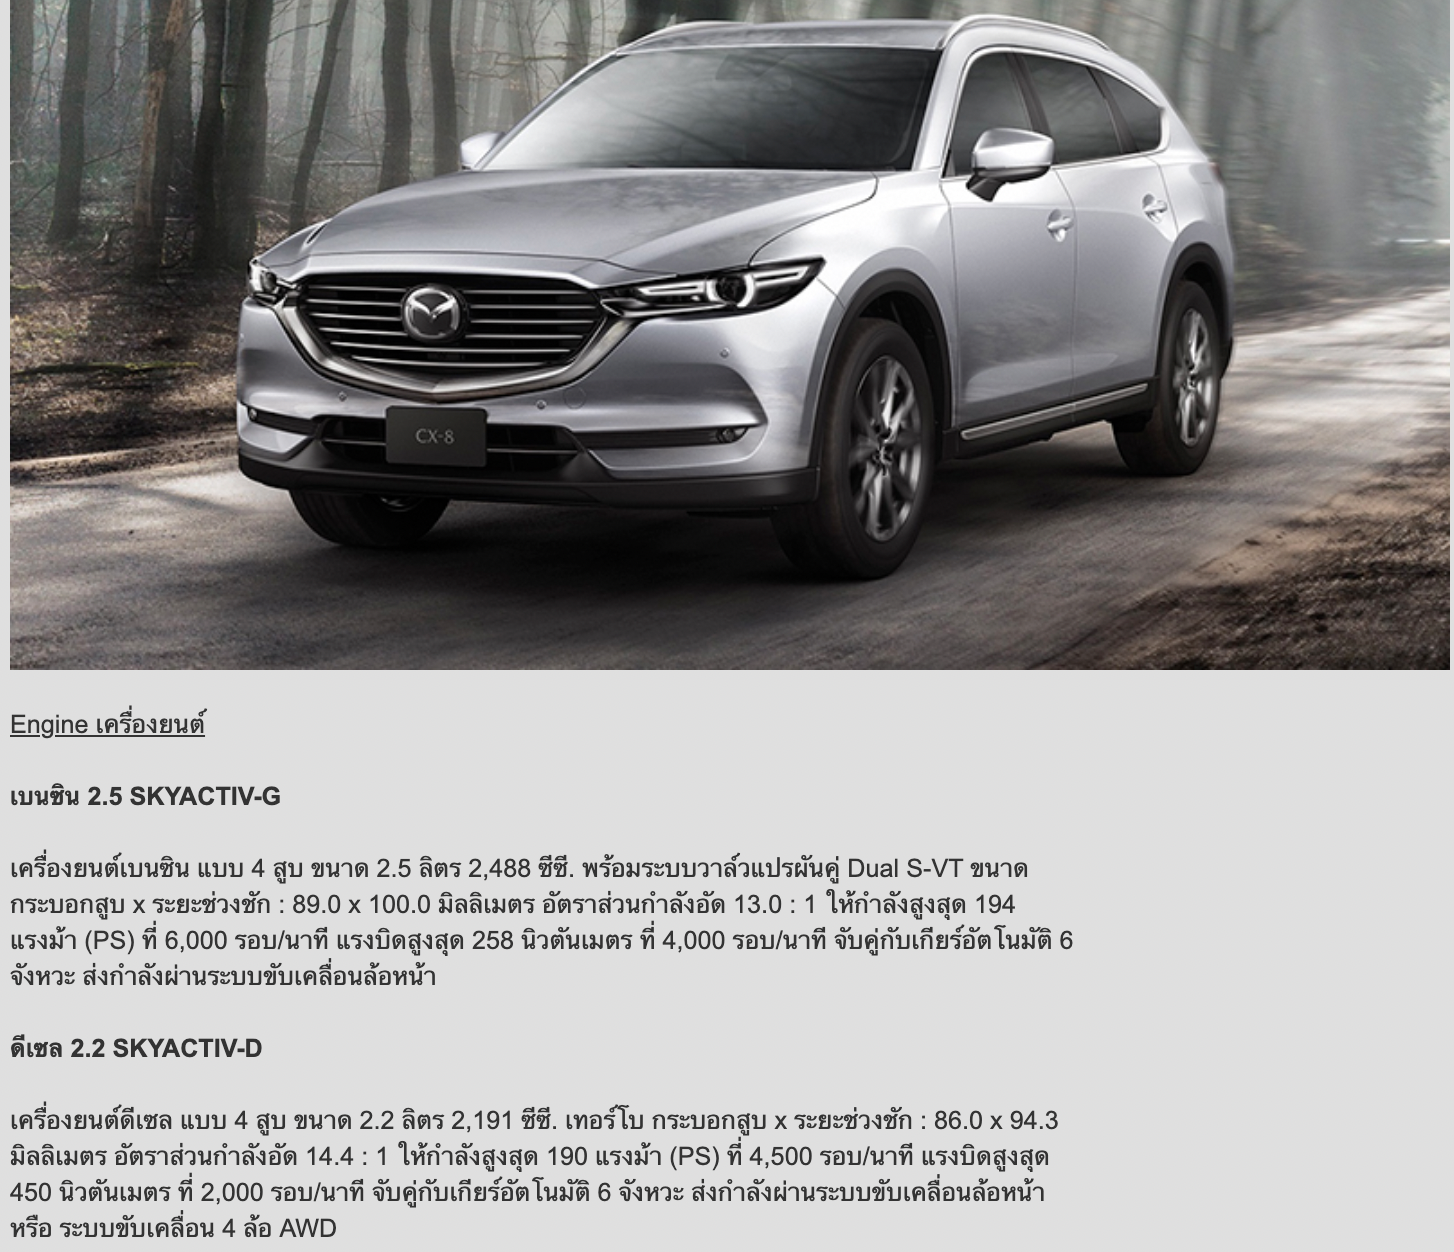 CX-8
Engine เครื่องยนต์
เบนซิน 2.5 SKYACTIV-G
เครื่องยนต์เบนซิน แบบ 4 สูบ ขนาด 2.5 ลิตร 2,488 ซีซี. พร้อมระบบวาล์วแปรผันคู่ Dual S-VT ขนาด
กระบอกสูบ x ระยะช่วงชัก : 89.0 x 100.0 มิลลิเมตร อัตราส่วนกำลังอัด 13.0 : 1 ให้กำลังสูงสุด 194
แรงม้า (PS) ที่ 6,000 รอบ/นาที แรงบิดสูงสุด 258 นิวตันเมตร ที่ 4,000 รอบ/นาที จับคู่กับเกียร์อัตโนมัติ 6
จังหวะ ส่งกำลังผ่านระบบขับเคลื่อนล้อหน้า
ดีเซล 2.2 SKYACTIV-D
เครื่องยนต์ดีเซล แบบ 4 สูบ ขนาด 2.2 ลิตร 2,191 ซีซี. เทอร์โบ กระบอกสูบ x ระยะช่วงชัก : 86.0 x 94.3
มิลลิเมตร อัตราส่วนกำลังอัด 14.4 : 1 ให้กำลังสูงสุด 190 แรงม้า (PS) ที่ 4,500 รอบ/นาที แรงบิดสูงสุด
450 นิวตันเมตร ที่ 2,000 รอบ/นาที จับคู่กับเกียร์อัตโนมัติ 6 จังหวะ ส่งกำลังผ่านระบบขับเคลื่อนล้อหน้า
หรือ ระบบขับเคลื่อน 4 ล้อ AWD